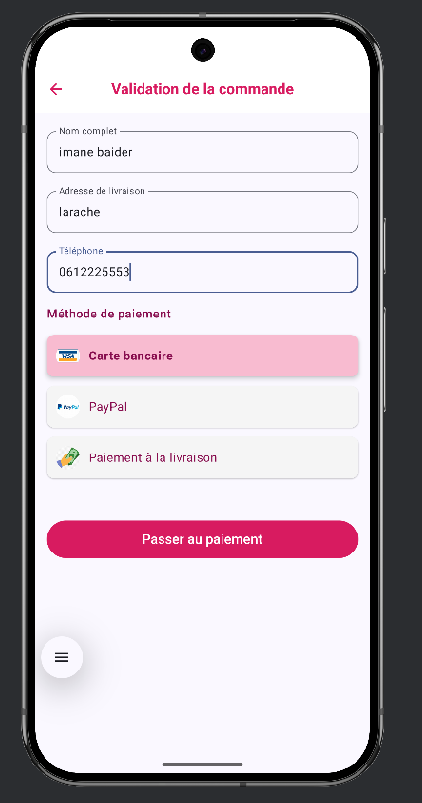 Validation de la commande
Nom complet
imane baider
Adresse de livraison
larache
Téléphone
0612225553
Méthode de paiement
VISA
Carte bancaire
PayPal
PayPal
Paiement à la livraison
Passer au paiement